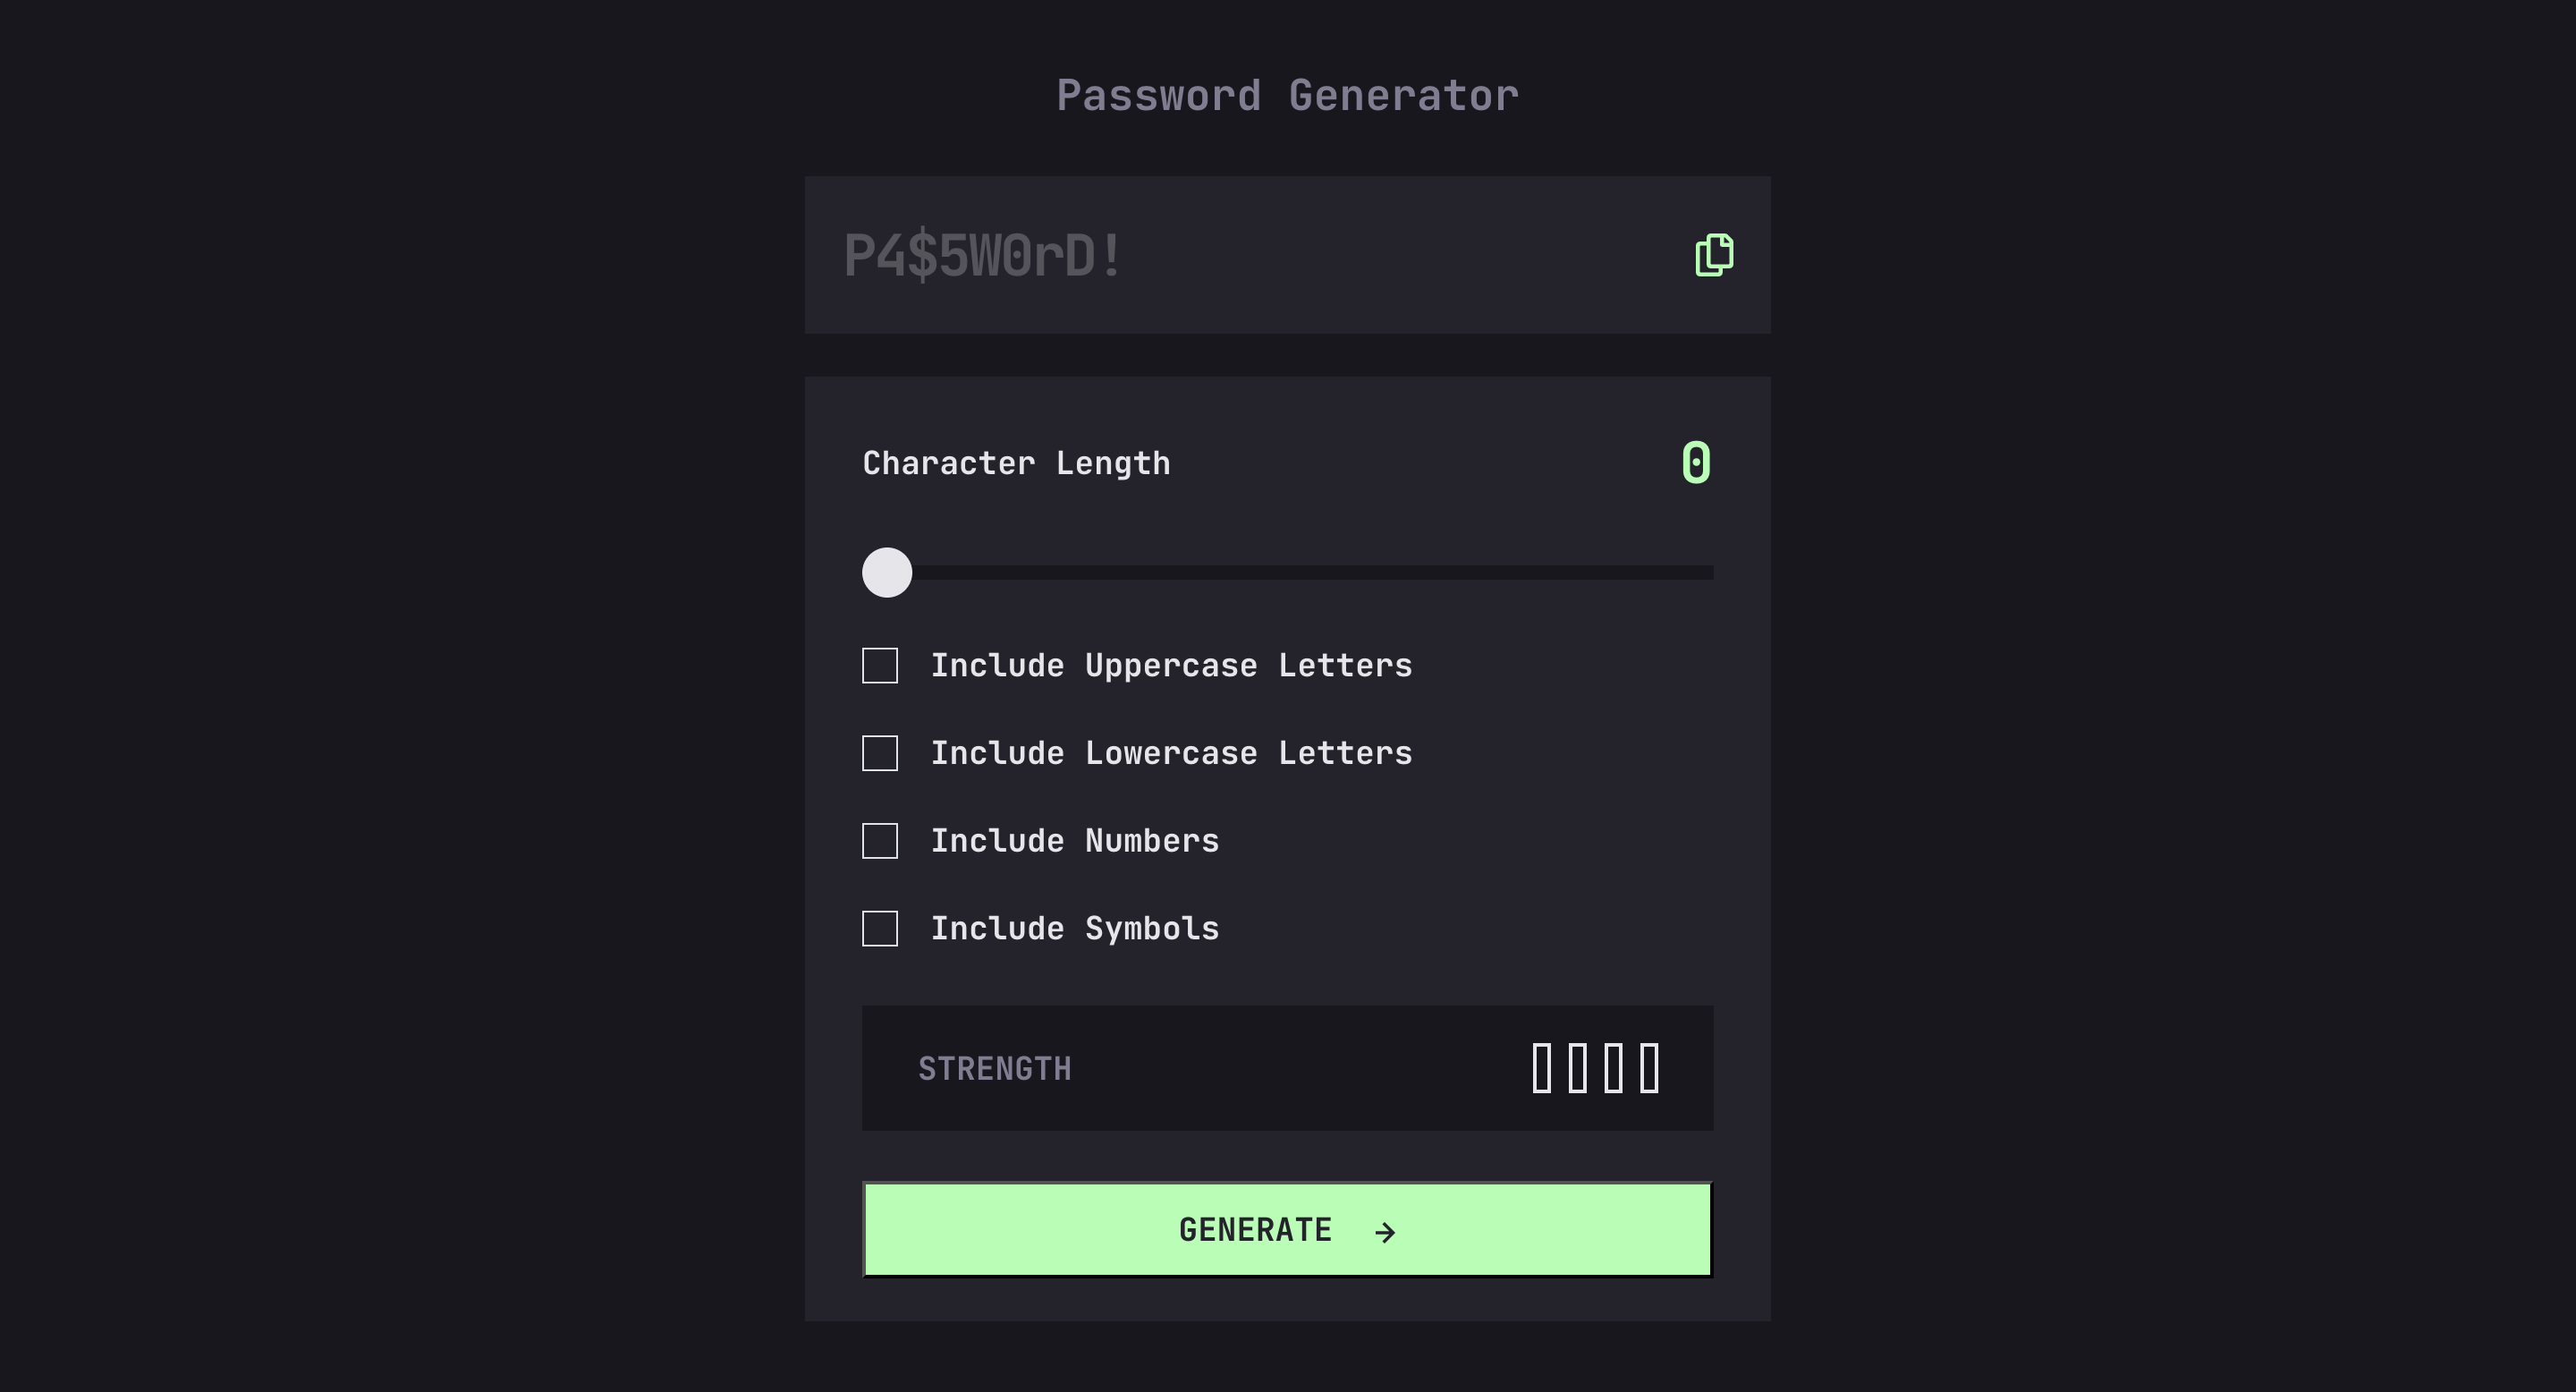 Password Generator
P4$5W0rD!
Character Length
0
Include Uppercase Letters
Include Lowercase Letters
Include Numbers
Include Symbols
STRENGTH
GENERATE →